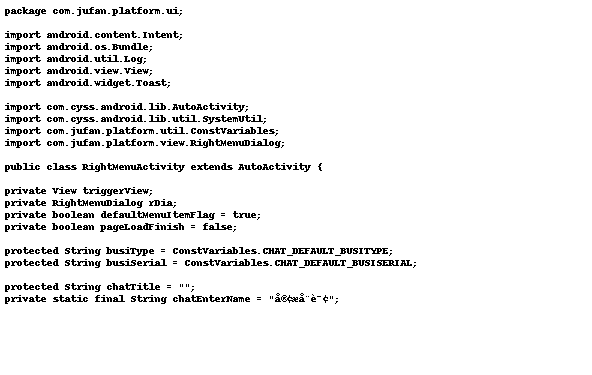 package com.jufan.platform.ui;
import android.content.Intent;
import android.os.Bundle;
import android.util.Log;
import android.view.View;
import android.widget.Toast;
import com.cyss.android.lib.AutoActivity;
import com.cyss.android.lib.util.SystemUtil;
import com.jufan.platform.util.ConstVariables;
import com.jufan.platform.view.RightMenuDialog;
public class RightMenuActivity extends AutoActivity {
private View triggerView;
private RightMenuDialog rDia;
private boolean defaultMenuItemFlag = true;
private boolean pageLoadFinish = false;
protected String busiType = ConstVariables.CHAT_DEFAULT_BUSITYPE;
protected String busiSerial = ConstVariables.CHAT_DEFAULT_BUSISERIAL;
protected String chatTitle = "";
private static final String chatEnterName = "å®¢æå¨è¯¢";